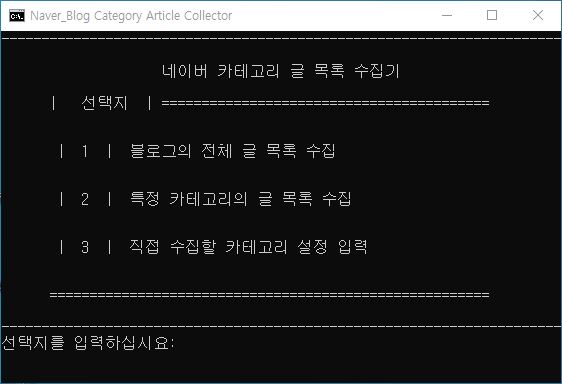 Naver_Blog Category Article Collector
네이버 카테고리 글 목록 수집기
| 선택지 | =========================================
| 1 | 블로그의 전체 글 목록 수집
| 2 | 특정 카테고리의 글 목록 수집
| 3 | 직접 수집할 카테고리 설정 입력
=======================================================
선택지를 입력하십시요: